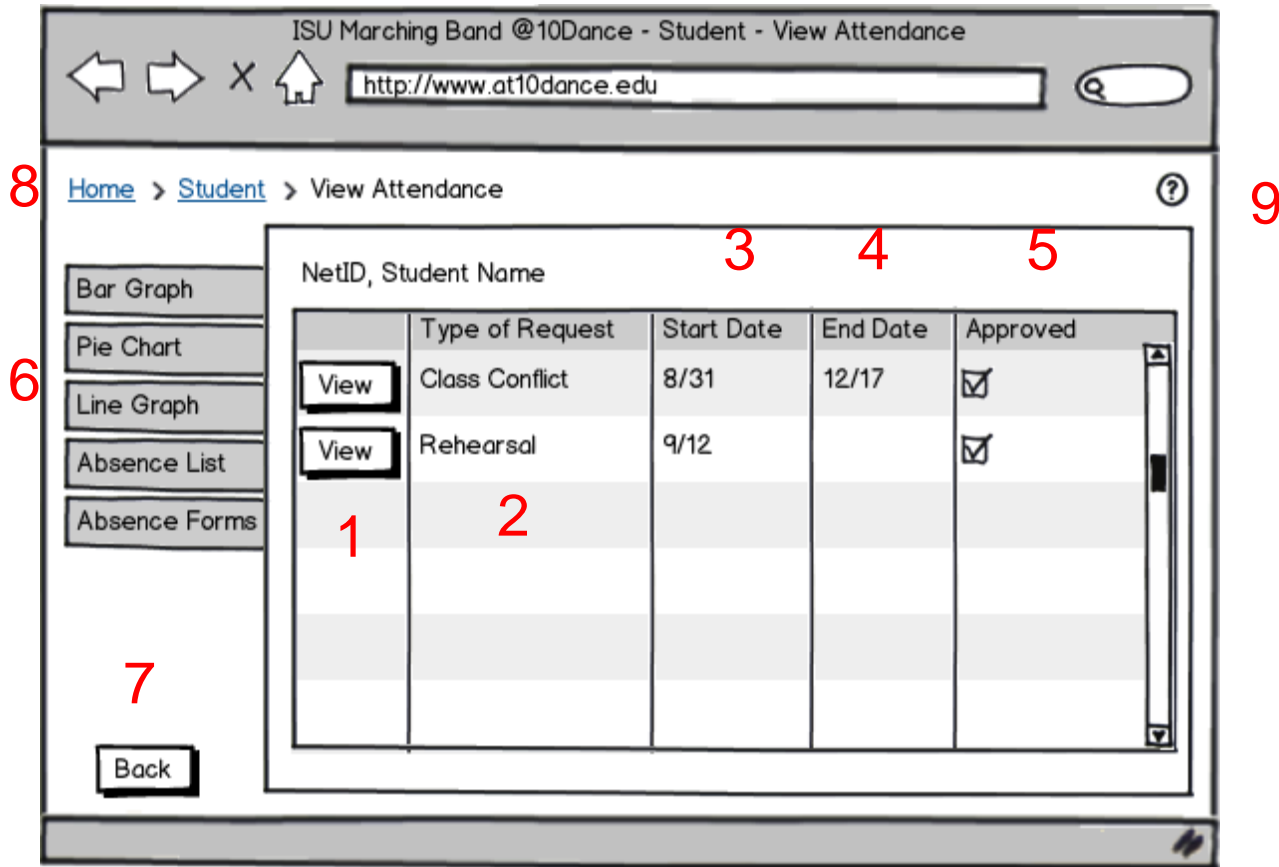 ISU Marching Band @10Dance - Student - View Attendance
http://www.at10dance.edu
8 Home > Student > View Attendance ? 9
3 4 5
NetID, Student Name
Bar Graph
Pie Chart
6
Line Graph
Absence List
Absence Forms
Type of Request Start Date End Date Approved
View Class Conflict 8/31 12/17
View Rehearsal 9/12
1 2
7
Back